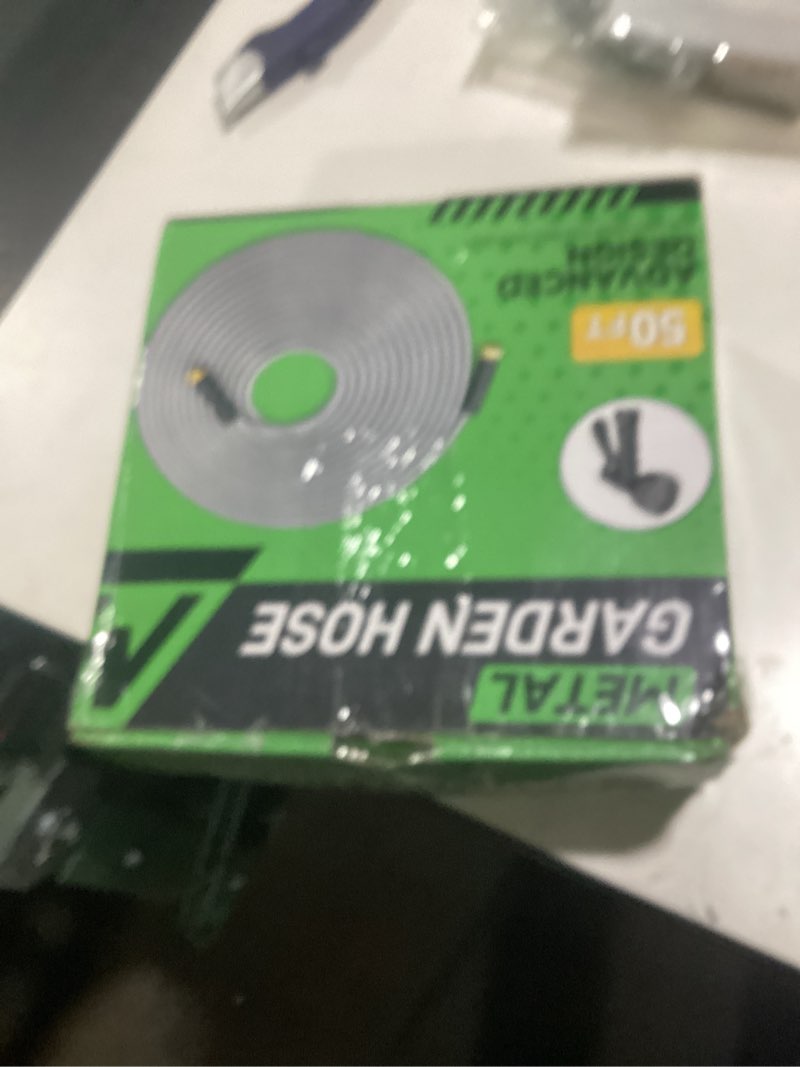 METAL
GARDEN HOSE
50FT
ADVANCED
DESIGN